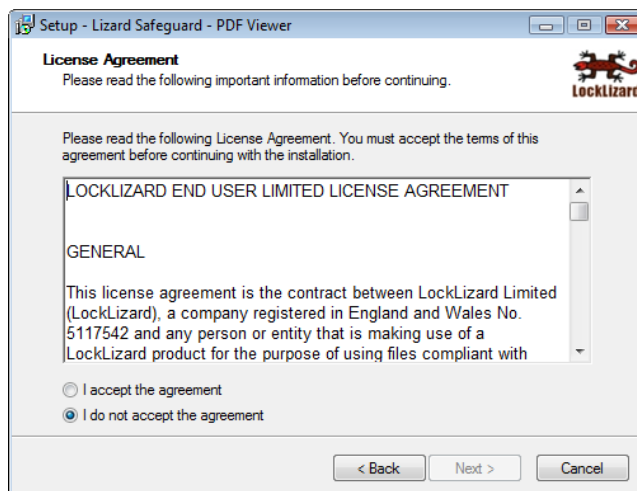 Setup - Lizard Safeguard - PDF Viewer
License Agreement
Please read the following important information before continuing.
LockLizard
Please read the following License Agreement. You must accept the terms of this
agreement before continuing with the installation.
LOCKLIZARD END USER LIMITED LICENSE AGREEMENT
GENERAL
This license agreement is the contract between LockLizard Limited
(LockLizard), a company registered in England and Wales No.
5117542 and any person or entity that is making use of a
LockLizard product for the purpose of using files compliant with
I accept the agreement
I do not accept the agreement
< Back
Next >
Cancel